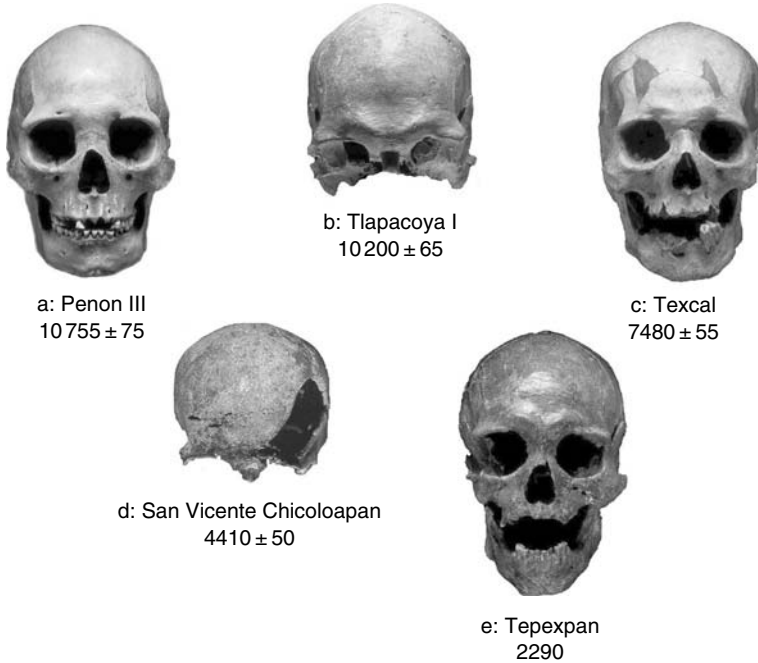 a: Penon III
10 755 ± 75
b: Tlapacoya I
10 200 ± 65
c: Texcal
7480 ± 55
d: San Vicente Chicoloapan
4410 ± 50
e: Tepexpan
2290